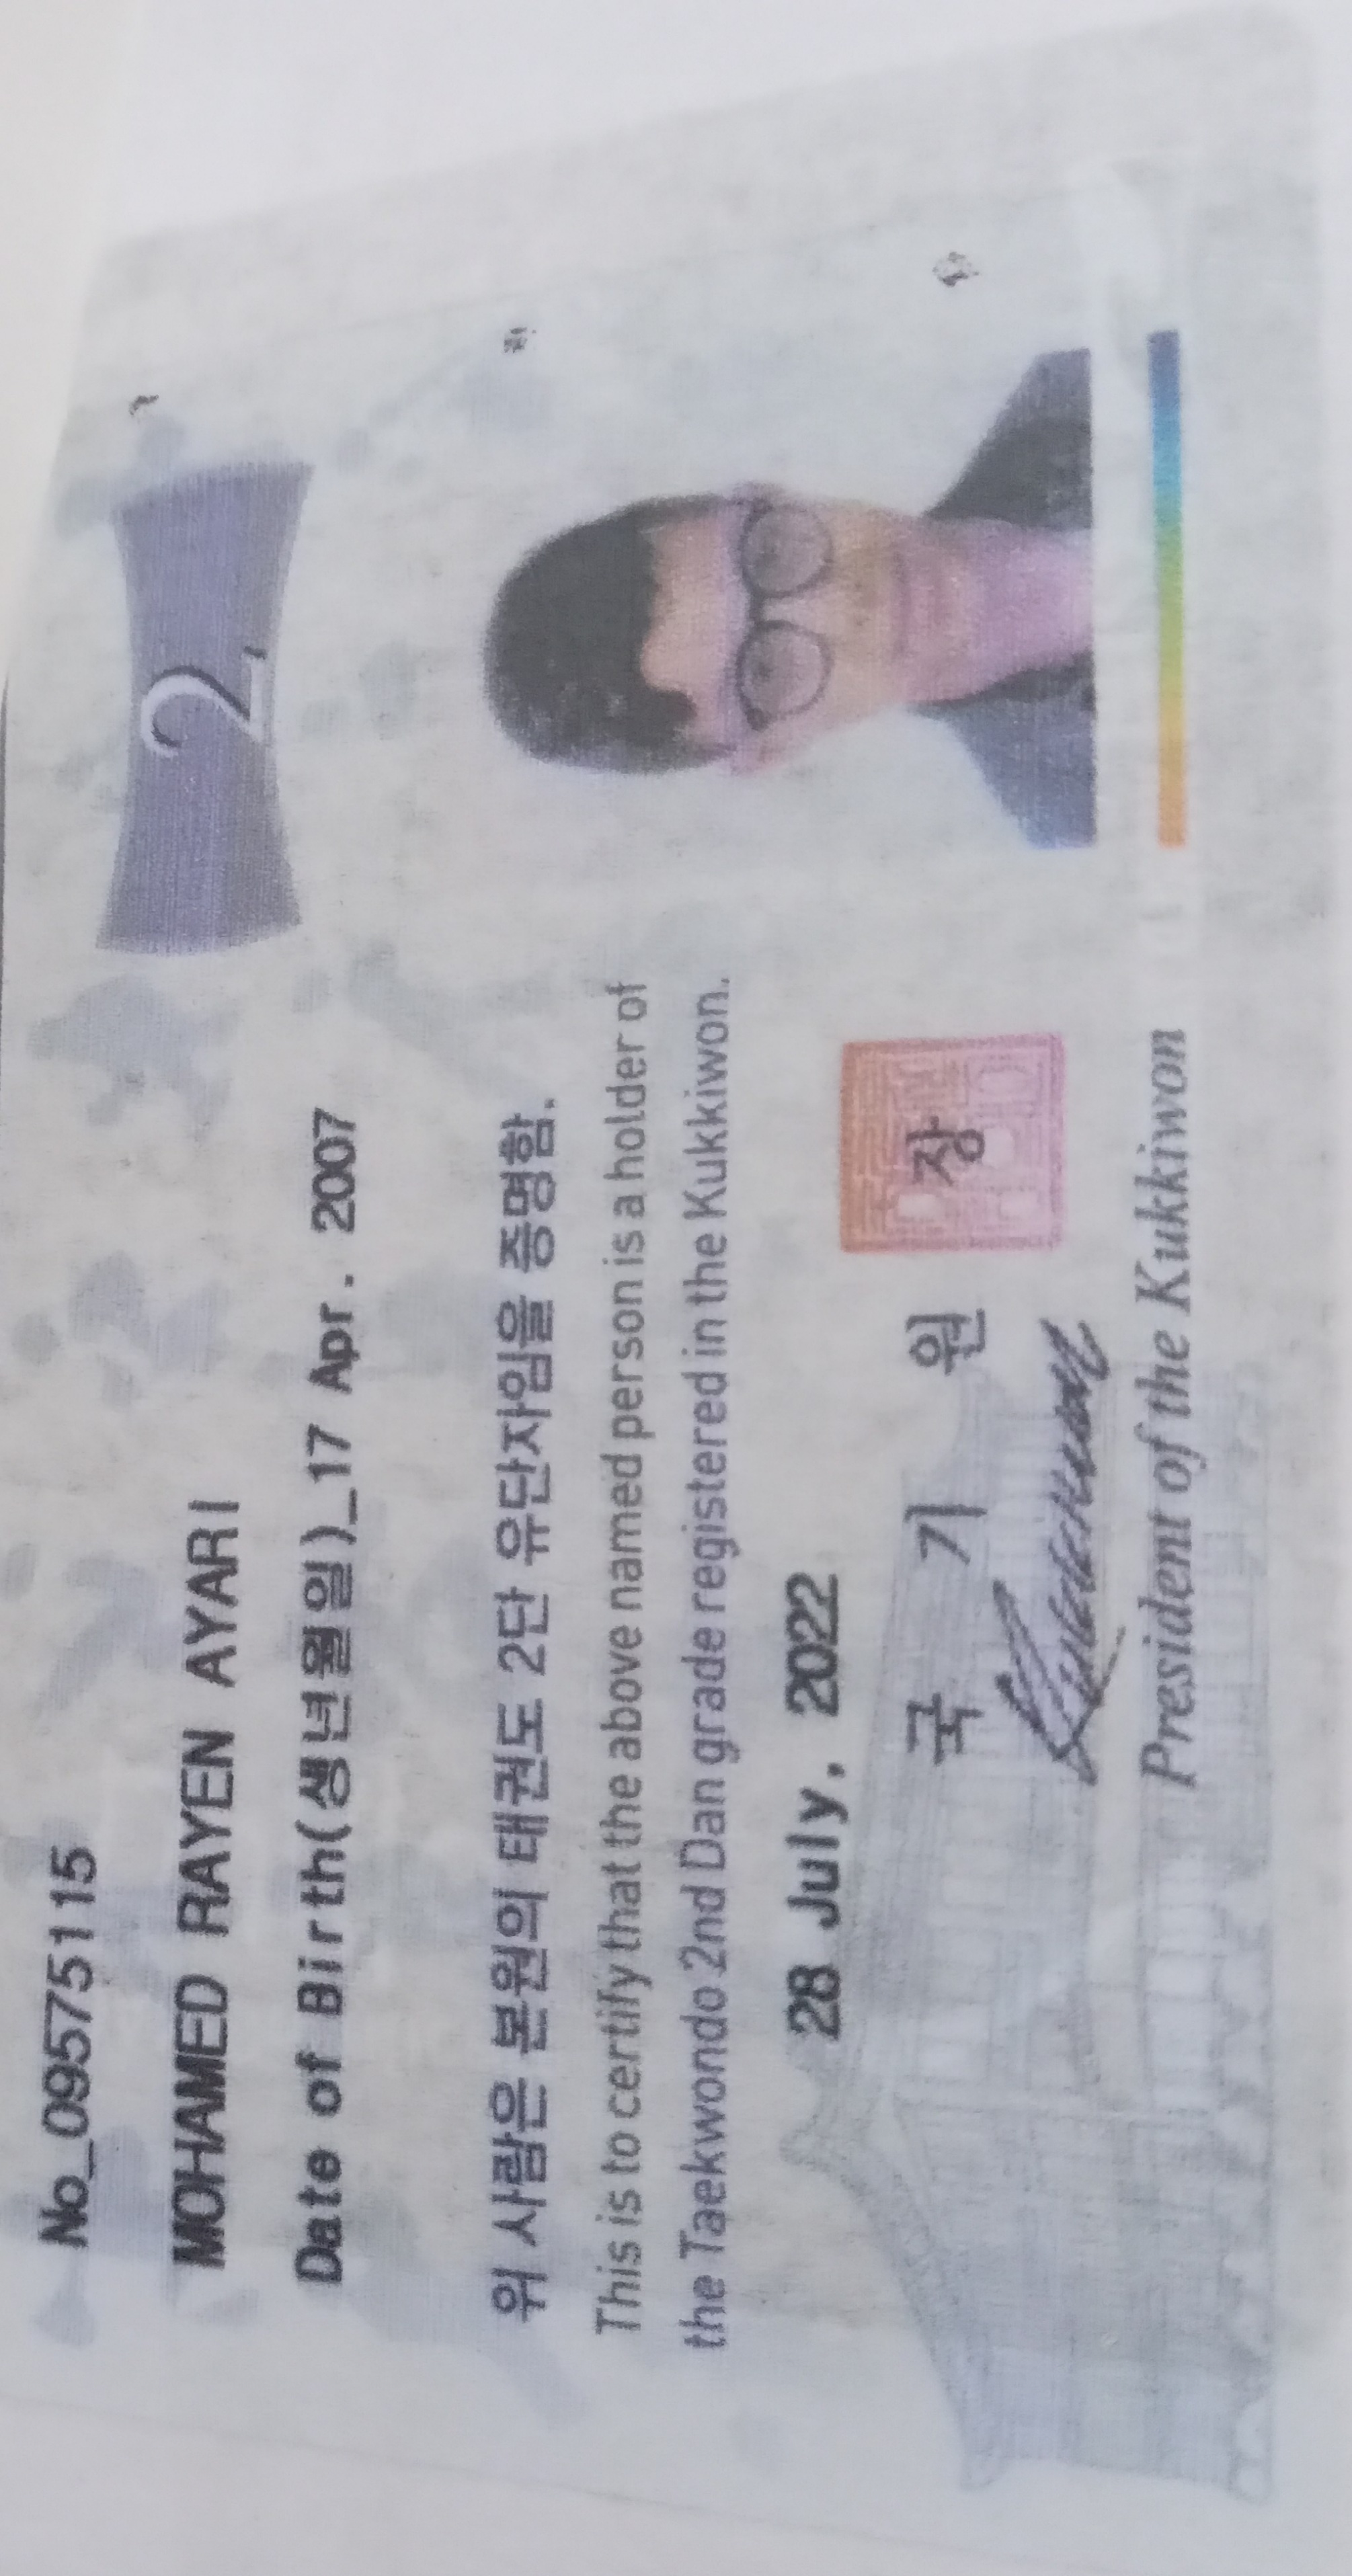 No_09575115
2
MOHAMED RAYEN AYARI
Date of Birth(생년월일)_17 Apr. 2007
위 사람은 본원의 태권도 2단 유단자임을 증명함.
This is to certify that the above named person is a holder of
the Taekwondo 2nd Dan grade registered in the Kukkiwon.
28 July, 2022
국 기 원 장
President of the Kukkiwon